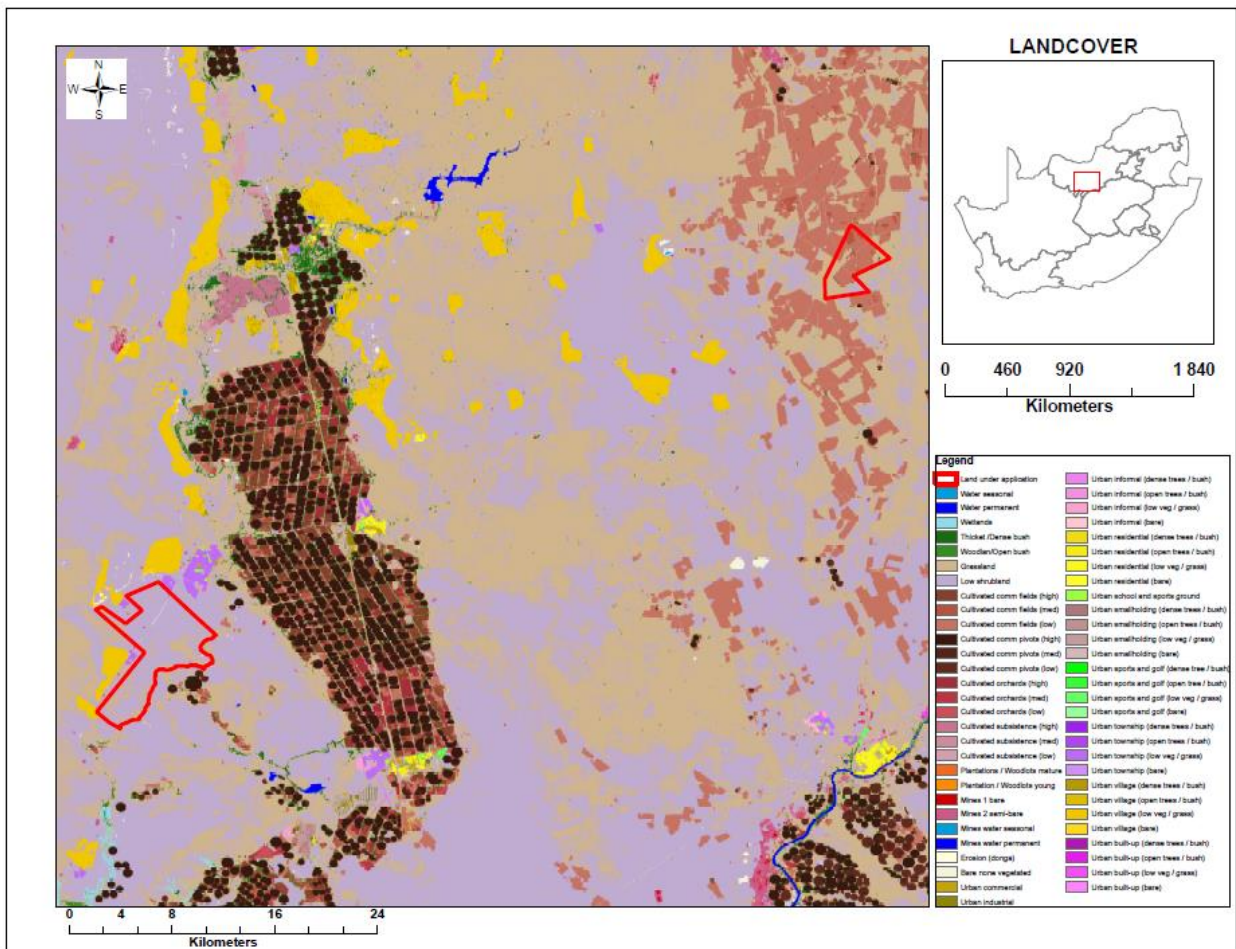 LANDCOVER
N
W E
S
0 460 920 1 840
Kilometers
Legend
Land under application
Water seasonal
Water permanent
Wetlands
Thicket /Dense bush
Woodlan/Open bush
Grassland
Low shrubland
Cultivated comm fields (high)
Cultivated comm fields (med)
Cultivated comm fields (low)
Cultivated comm pivots (high)
Cultivated comm pivots (med)
Cultivated comm pivots (low)
Cultivated orchards (high)
Cultivated orchards (med)
Cultivated orchards (low)
Cultivated subsistence (high)
Cultivated subsistence (med)
Cultivated subsistence (low)
Plantations / Woodlots mature
Plantation / Woodlots young
Mines 1 bare
Mines 2 semi-bare
Mines water seasonal
Mines water permanent
Erosion (donga)
Bare none vegetated
Urban commercial
Urban industrial
Urban informal (dense trees / bush)
Urban informal (open trees / bush)
Urban informal (low veg / grass)
Urban informal (bare)
Urban residential (dense trees / bush)
Urban residential (open trees / bush)
Urban residential (low veg / grass)
Urban residential (bare)
Urban school and sports ground
Urban smallholding (dense trees / bush)
Urban smallholding (open trees / bush)
Urban smallholding (low veg / grass)
Urban smallholding (bare)
Urban sports and golf (dense tree / bush)
Urban sports and golf (open tree / bush)
Urban sports and golf (low veg / grass)
Urban sports and golf (bare)
Urban township (dense trees / bush)
Urban township (open trees / bush)
Urban township (low veg / grass)
Urban township (bare)
Urban village (dense trees / bush)
Urban village (open trees / bush)
Urban village (low veg / grass)
Urban village (bare)
Urban built-up (dense trees / bush)
Urban built-up (open trees / bush)
Urban built-up (low veg / grass)
Urban built-up (bare)
0 4 8 16 24
Kilometers